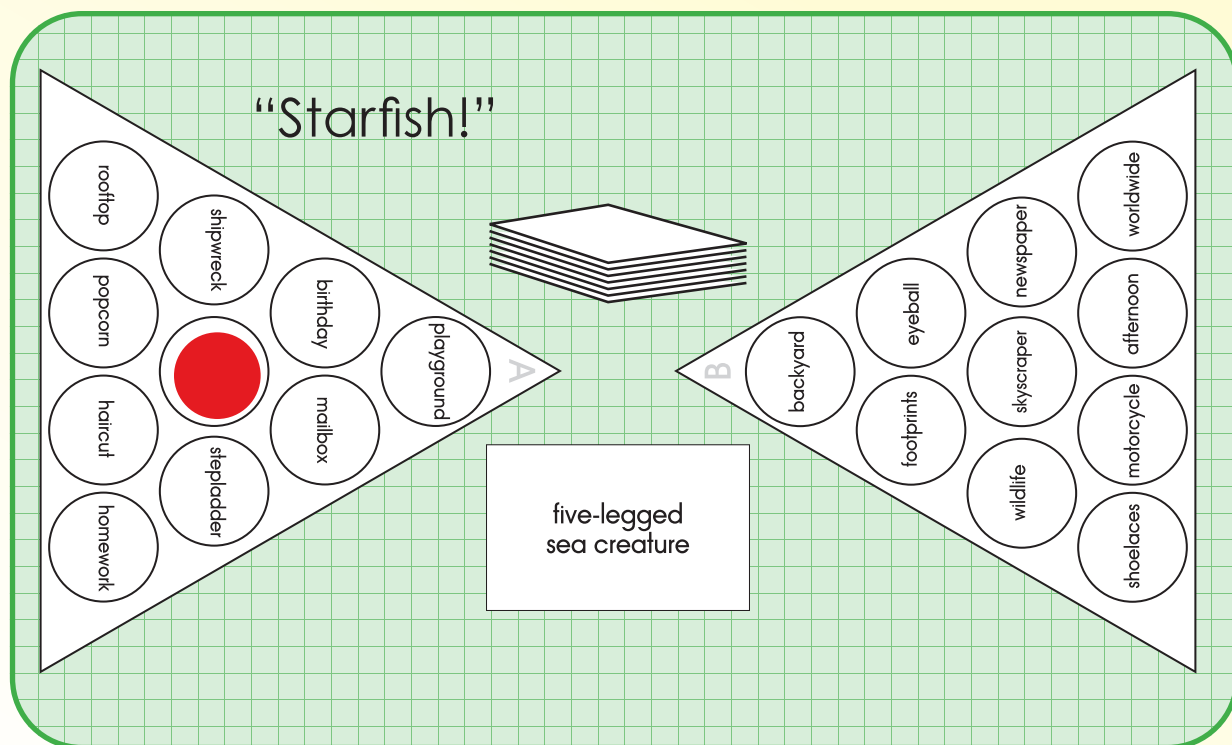 “Starfish!”
rooftop
popcorn
haircut
homework
shipwreck
stepladder
birthday
mailbox
playground
A
five-legged
sea creature
B
backyard
eyeball
footprints
newspaper
skyscraper
wildlife
worldwide
afternoon
motorcycle
shoelaces